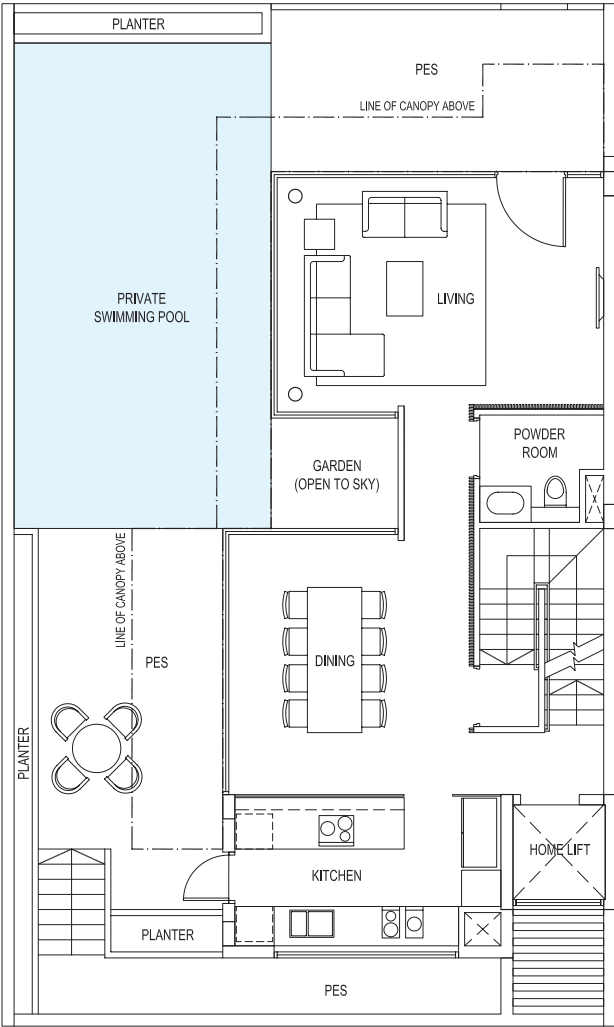 PLANTER
PES
LINE OF CANOPY ABOVE
PRIVATE
SWIMMING POOL
LIVING
POWDER
ROOM
GARDEN
(OPEN TO SKY)
LINE OF CANOPY ABOVE
PES
DINING
PLANTER
HOME LIFT
KITCHEN
PLANTER
PES